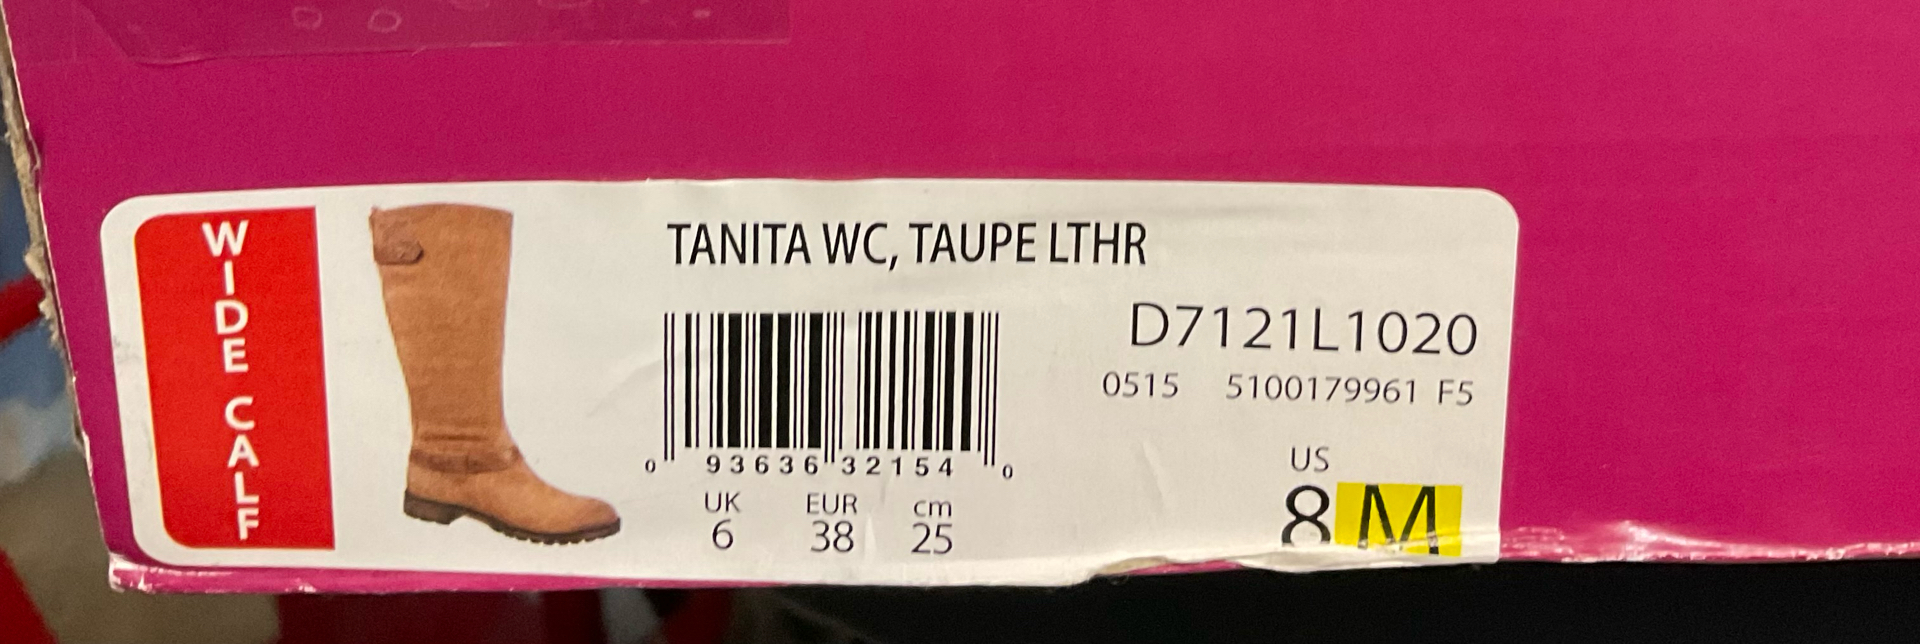 WIDE CALF
TANITA WC, TAUPE LTHR
D7121L1020
0515 5100179961 F5
0 93636 32154 0
UK EUR cm
6 38 25
US
8 M